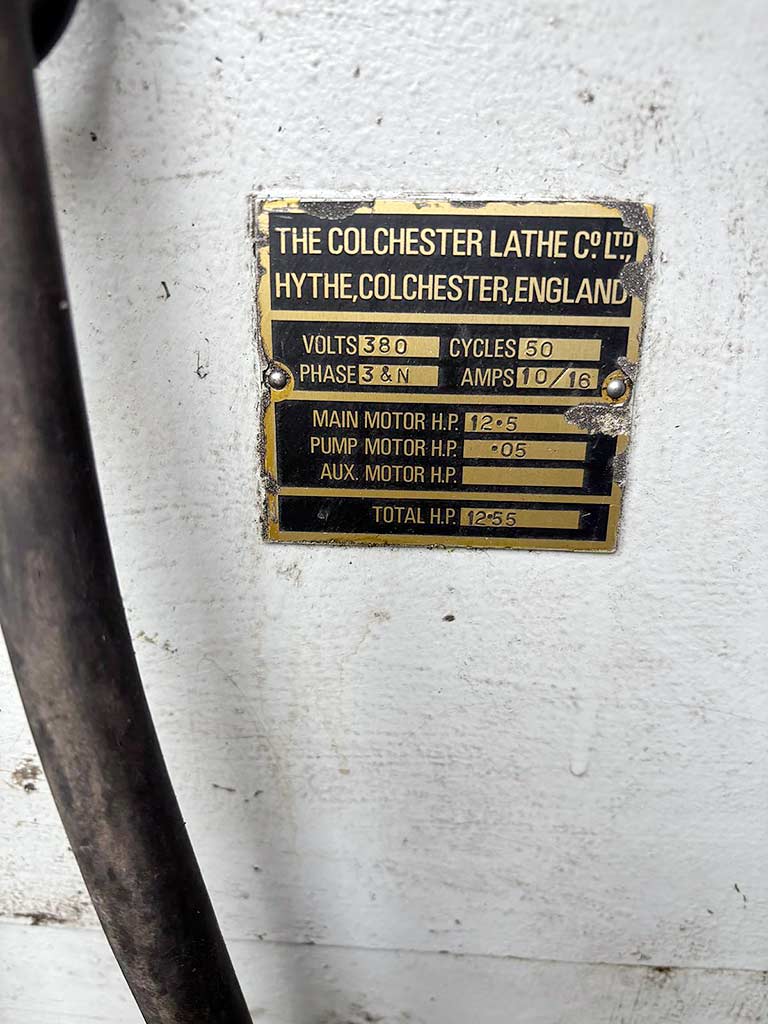 THE COLCHESTER LATHE Cº LTD.,
HYTHE, COLCHESTER, ENGLAND
VOLTS 380 CYCLES 50
PHASE 3 & N AMPS 10/16
MAIN MOTOR H.P. 12.5
PUMP MOTOR H.P. .05
AUX. MOTOR H.P.
TOTAL H.P. 12.55